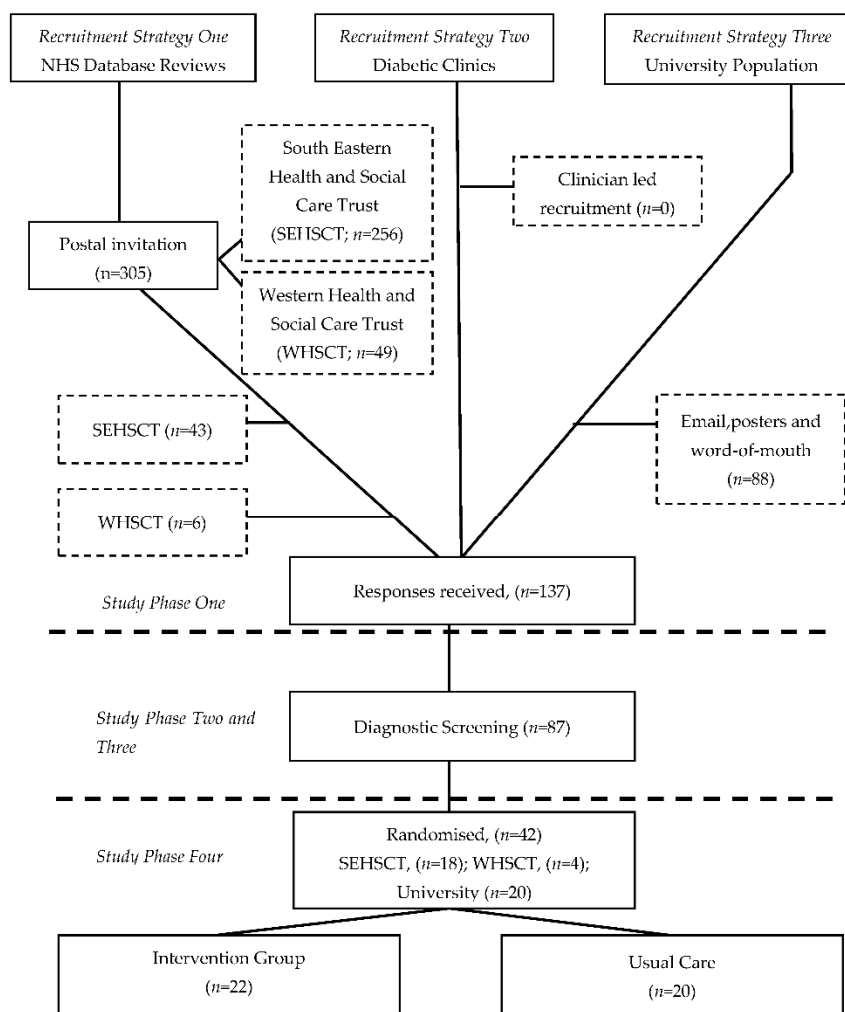 Recruitment Strategy One
NHS Database Reviews
Recruitment Strategy Two
Diabetic Clinics
Recruitment Strategy Three
University Population
South Eastern
Health and Social
Care Trust
(SEHSCT; n=256)
Clinician led
recruitment (n=0)
Postal invitation
(n=305)
Western Health and
Social Care Trust
(WHSCT; n=49)
SEHSCT (n=43)
Email,posters and
word-of-mouth
(n=88)
WHSCT (n=6)
Responses received, (n=137)
Study Phase One
Study Phase Two and
Three
Diagnostic Screening (n=87)
Study Phase Four
Randomised, (n=42)
SEHSCT, (n=18); WHSCT, (n=4);
University (n=20)
Intervention Group
(n=22)
Usual Care
(n=20)